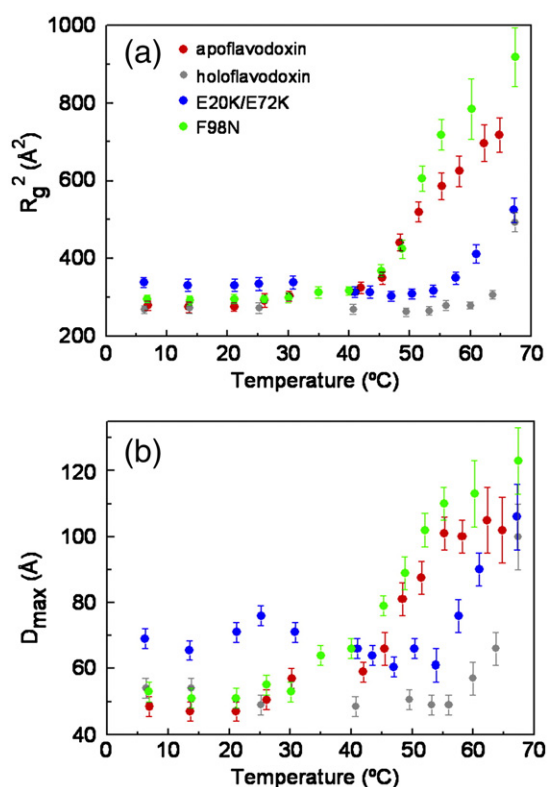 (a)
apoflavodoxin
holoflavodoxin
E20K/E72K
F98N
1000
800
600
400
200
Rg² (Å²)
0 10 20 30 40 50 60 70
Temperature (ºC)
(b)
120
100
80
60
40
Dmax (Å)
0 10 20 30 40 50 60 70
Temperature (ºC)